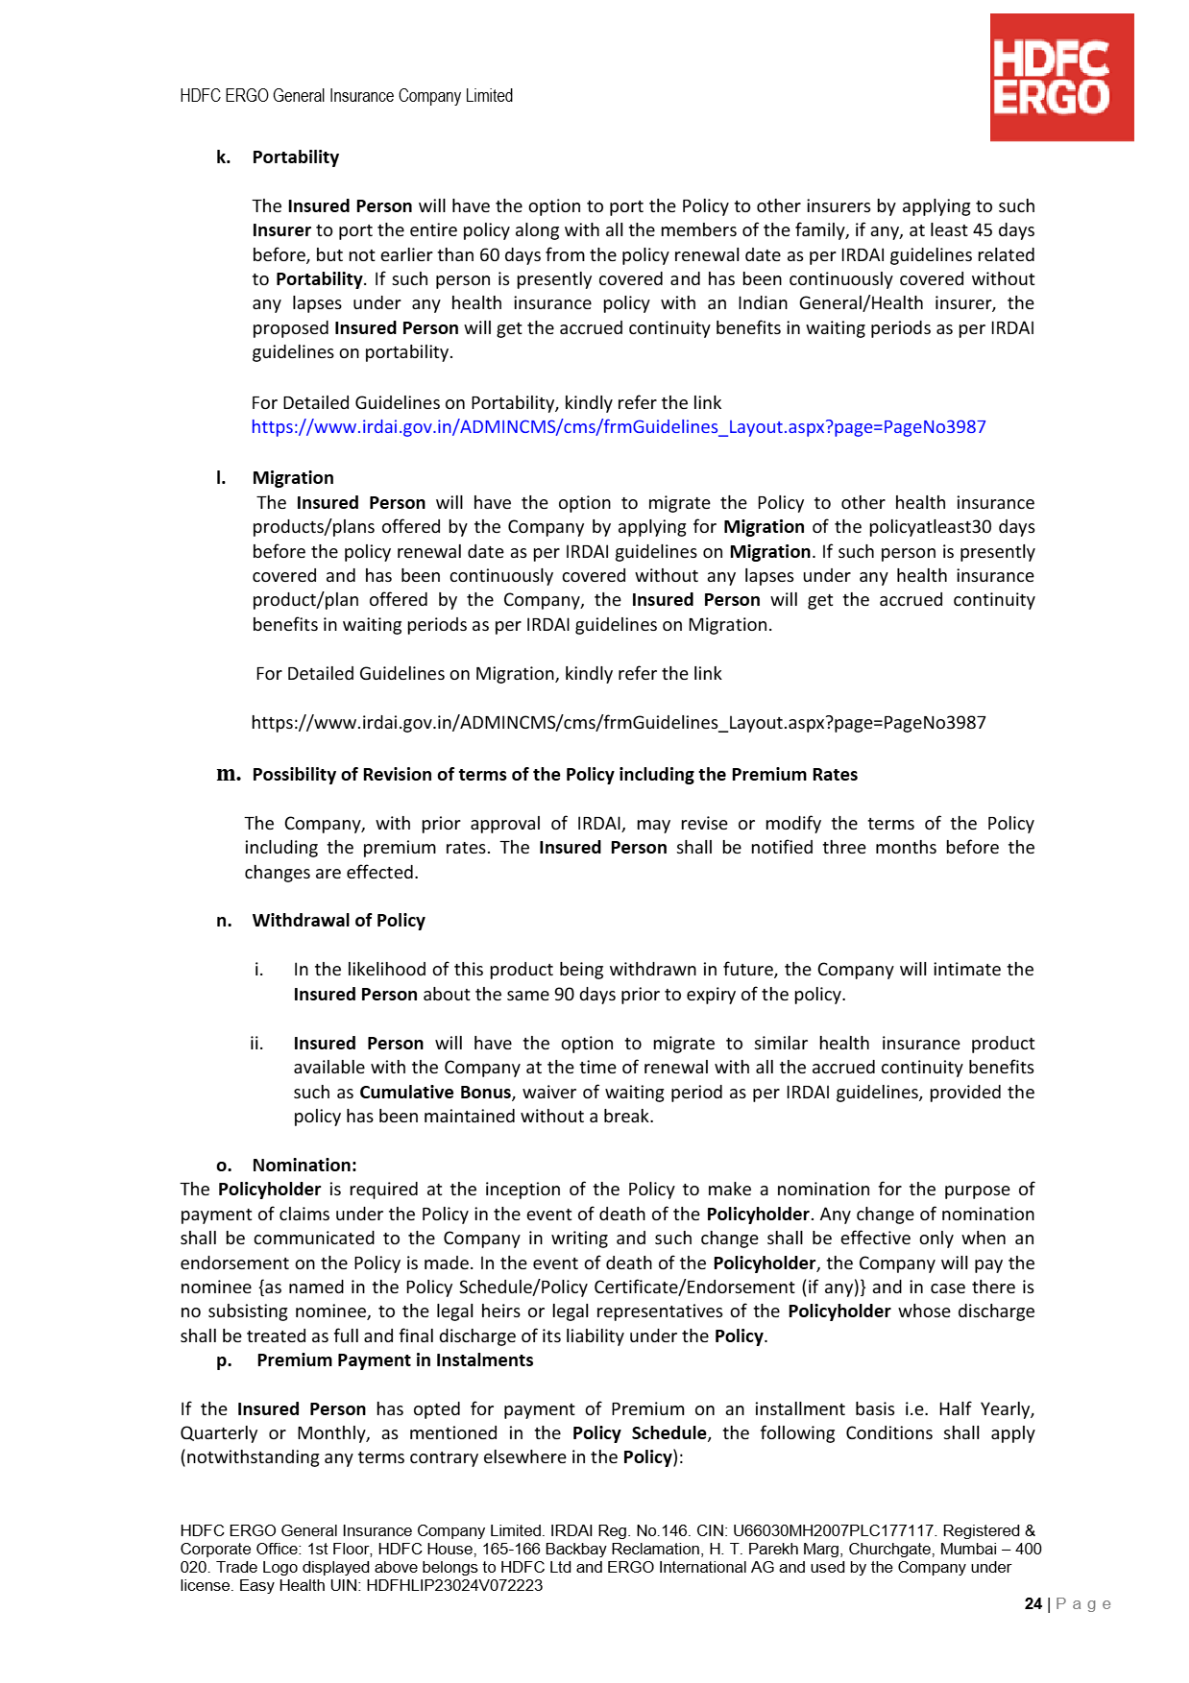 HDFC
ERGO
HDFC ERGO General Insurance Company Limited
k. Portability
The Insured Person will have the option to port the Policy to other insurers by applying to such
Insurer to port the entire policy along with all the members of the family, if any, at least 45 days
before, but not earlier than 60 days from the policy renewal date as per IRDAI guidelines related
to Portability. If such person is presently covered and has been continuously covered without
any lapses under any health insurance policy with an Indian General/Health insurer, the
proposed Insured Person will get the accrued continuity benefits in waiting periods as per IRDAI
guidelines on portability.
For Detailed Guidelines on Portability, kindly refer the link
https://www.irdai.gov.in/ADMINCMS/cms/frmGuidelines_Layout.aspx?page=PageNo3987
l. Migration
The Insured Person will have the option to migrate the Policy to other health insurance
products/plans offered by the Company by applying for Migration of the policyatleast30 days
before the policy renewal date as per IRDAI guidelines on Migration. If such person is presently
covered and has been continuously covered without any lapses under any health insurance
product/plan offered by the Company, the Insured Person will get the accrued continuity
benefits in waiting periods as per IRDAI guidelines on Migration.
For Detailed Guidelines on Migration, kindly refer the link
https://www.irdai.gov.in/ADMINCMS/cms/frmGuidelines_Layout.aspx?page=PageNo3987
m. Possibility of Revision of terms of the Policy including the Premium Rates
The Company, with prior approval of IRDAI, may revise or modify the terms of the Policy
including the premium rates. The Insured Person shall be notified three months before the
changes are effected.
n. Withdrawal of Policy
i. In the likelihood of this product being withdrawn in future, the Company will intimate the
Insured Person about the same 90 days prior to expiry of the policy.
ii. Insured Person will have the option to migrate to similar health insurance product
available with the Company at the time of renewal with all the accrued continuity benefits
such as Cumulative Bonus, waiver of waiting period as per IRDAI guidelines, provided the
policy has been maintained without a break.
o. Nomination:
The Policyholder is required at the inception of the Policy to make a nomination for the purpose of
payment of claims under the Policy in the event of death of the Policyholder. Any change of nomination
shall be communicated to the Company in writing and such change shall be effective only when an
endorsement on the Policy is made. In the event of death of the Policyholder, the Company will pay the
nominee {as named in the Policy Schedule/Policy Certificate/Endorsement (if any)} and in case there is
no subsisting nominee, to the legal heirs or legal representatives of the Policyholder whose discharge
shall be treated as full and final discharge of its liability under the Policy.
p. Premium Payment in Instalments
If the Insured Person has opted for payment of Premium on an installment basis i.e. Half Yearly,
Quarterly or Monthly, as mentioned in the Policy Schedule, the following Conditions shall apply
(notwithstanding any terms contrary elsewhere in the Policy):
HDFC ERGO General Insurance Company Limited. IRDAI Reg. No.146. CIN: U66030MH2007PLC177117. Registered &
Corporate Office: 1st Floor, HDFC House, 165-166 Backbay Reclamation, H. T. Parekh Marg, Churchgate, Mumbai – 400
020. Trade Logo displayed above belongs to HDFC Ltd and ERGO International AG and used by the Company under
license. Easy Health UIN: HDFHLIP23024V072223
24 | Page